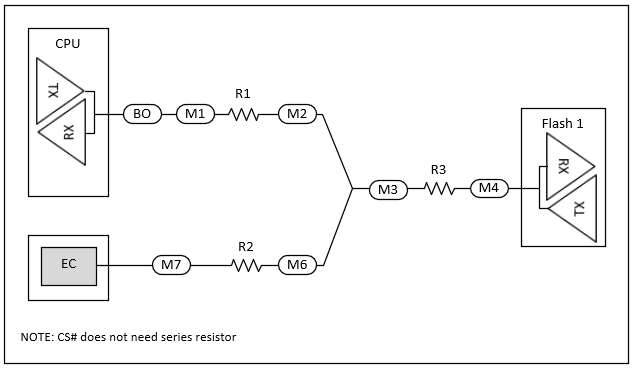 CPU
TX
RX
BO
M1
R1
M2
Flash 1
RX
TX
M3
R3
M4
EC
M7
R2
M6
NOTE: CS# does not need series resistor